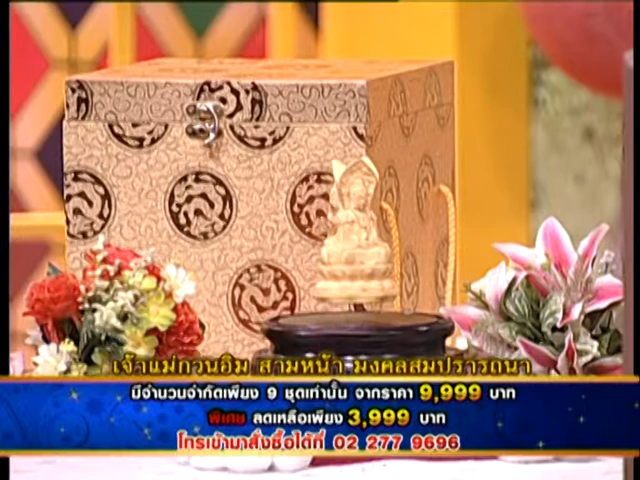 เจ้าแม่กวนอิม สามหน้า มงคลสมปรารถนา
มีจำนวนจำกัดเพียง 9 ชุดเท่านั้น จากราคา 9,999 บาท
พิเศษ ลดเหลือเพียง 3,999 บาท
โทรเข้ามาสั่งซื้อได้ที่ 02 277 9696